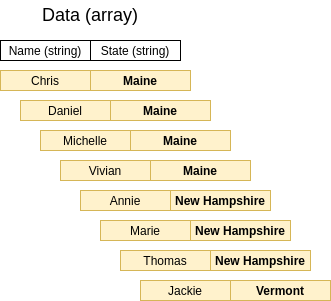 Data (array)
Name (string) State (string)
Chris Maine
Daniel Maine
Michelle Maine
Vivian Maine
Annie New Hampshire
Marie New Hampshire
Thomas New Hampshire
Jackie Vermont